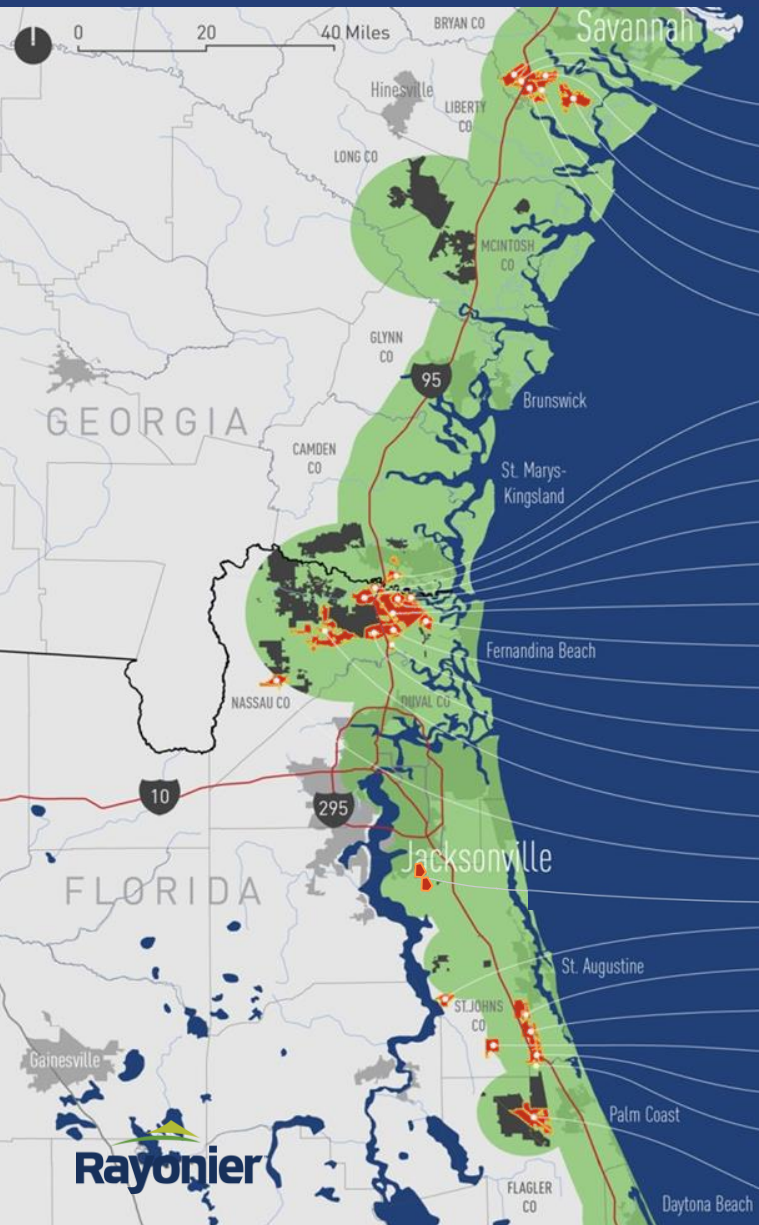 0
20
40 Miles
BRYAN CO
Savannah
Hinesville
LIBERTY
CO
LONG CO
MCINTOSH
CO
GLYNN
CO
95
Brunswick
GEORGIA
CAMDEN
CO
St. Marys-
Kingsland
Fernandina Beach
NASSAU CO
DUVAL CO
10
295
Jacksonville
FLORIDA
St. Augustine
ST.JOHNS
CO
Gainesville
Palm Coast
Rayonier
FLAGLER
CO
Daytona Beach